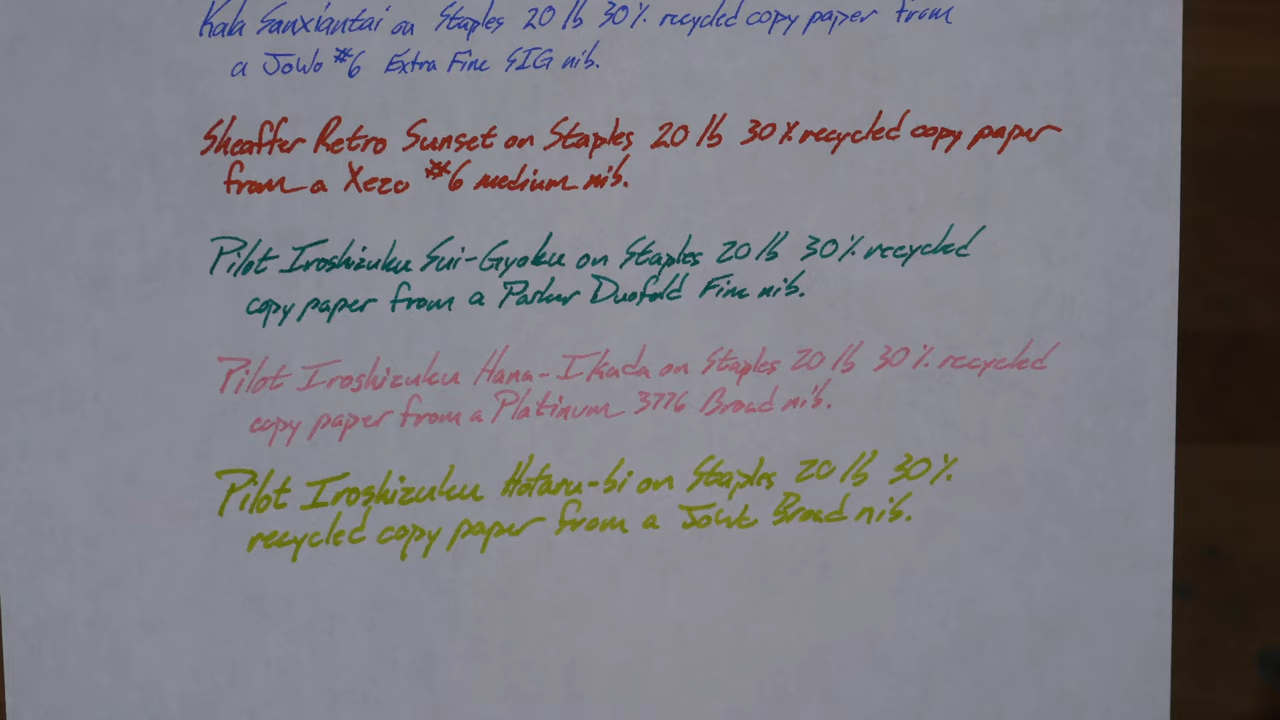 Kala Sanxiantai on Staples 20 lb 30% recycled copy paper from
a JoWo #6 Extra Fine SIG nib.
Sheaffer Retro Sunset on Staples 20 lb 30% recycled copy paper
from a Xezo #6 medium nib.
Pilot Iroshizuku Sui-Gyoku on Staples 20 lb 30% recycled
copy paper from a Parker Duofold Fine nib.
Pilot Iroshizuku Hana-Ikada on Staples 20 lb 30% recycled
copy paper from a Platinum 3776 Broad nib.
Pilot Iroshizuku Hotaru-bi on Staples 20 lb 30%
recycled copy paper from a JoWo Broad nib.